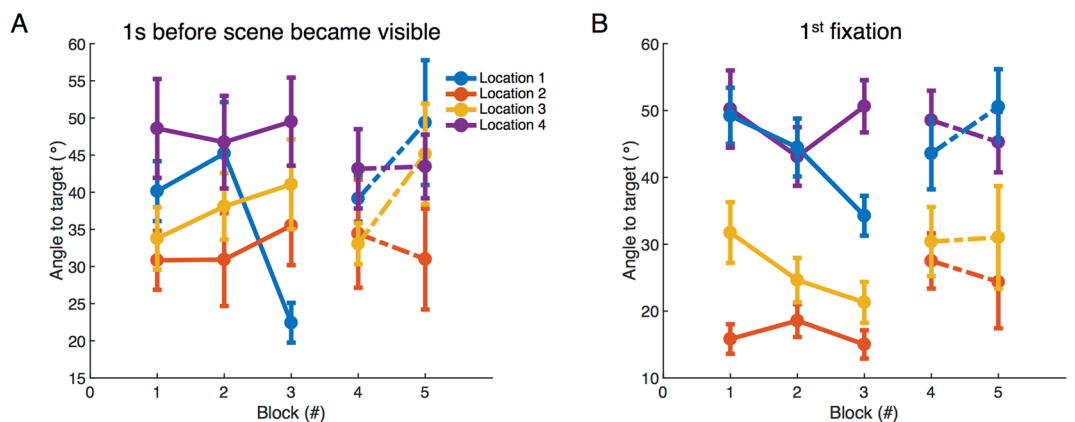 A
1s before scene became visible
60
55
50
45
40
35
30
25
20
15
Angle to target (°)
0
1
2
3
4
5
Block (#)
Location 1
Location 2
Location 3
Location 4
B
1st fixation
60
50
40
30
20
10
Angle to target (°)
0
1
2
3
4
5
Block (#)